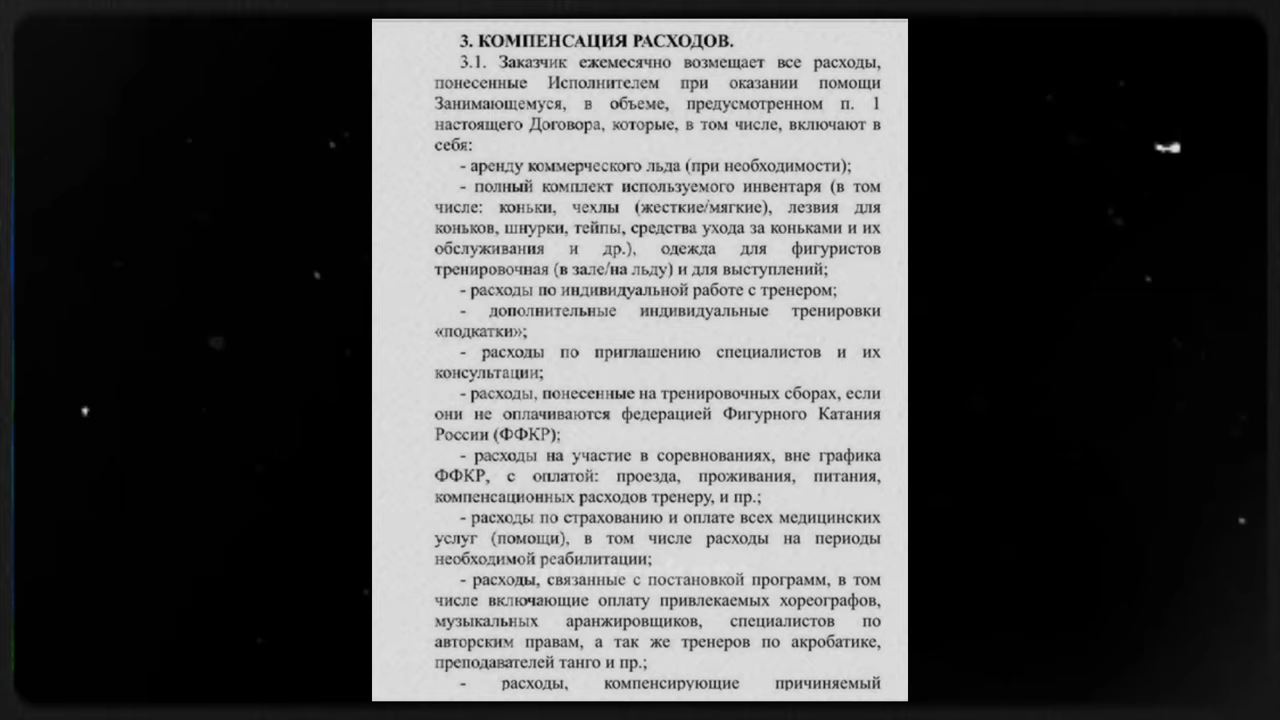 3. КОМПЕНСАЦИЯ РАСХОДОВ.
3.1. Заказчик ежемесячно возмещает все расходы,
понесенные Исполнителем при оказании помощи
Занимающемуся, в объеме, предусмотренном п. 1
настоящего Договора, которые, в том числе, включают в
себя:
- аренду коммерческого льда (при необходимости);
- полный комплект используемого инвентаря (в том
числе: коньки, чехлы (жесткие/мягкие), лезвия для
коньков, шнурки, тейпы, средства ухода за коньками и их
обслуживания и др.), одежда для фигуристов
тренировочная (в зале/на льду) и для выступлений;
- расходы по индивидуальной работе с тренером;
- дополнительные индивидуальные тренировки
«подкатки»;
- расходы по приглашению специалистов и их
консультации;
- расходы, понесенные на тренировочных сборах, если
они не оплачиваются федерацией Фигурного Катания
России (ФФКР);
- расходы на участие в соревнованиях, вне графика
ФФКР, с оплатой: проезда, проживания, питания,
компенсационных расходов тренеру, и пр.;
- расходы по страхованию и оплате всех медицинских
услуг (помощи), в том числе расходы на периоды
необходимой реабилитации;
- расходы, связанные с постановкой программ, в том
числе включающие оплату привлекаемых хореографов,
музыкальных аранжировщиков, специалистов по
авторским правам, а так же тренеров по акробатике,
преподавателей танго и пр.;
- расходы, компенсирующие причиняемый